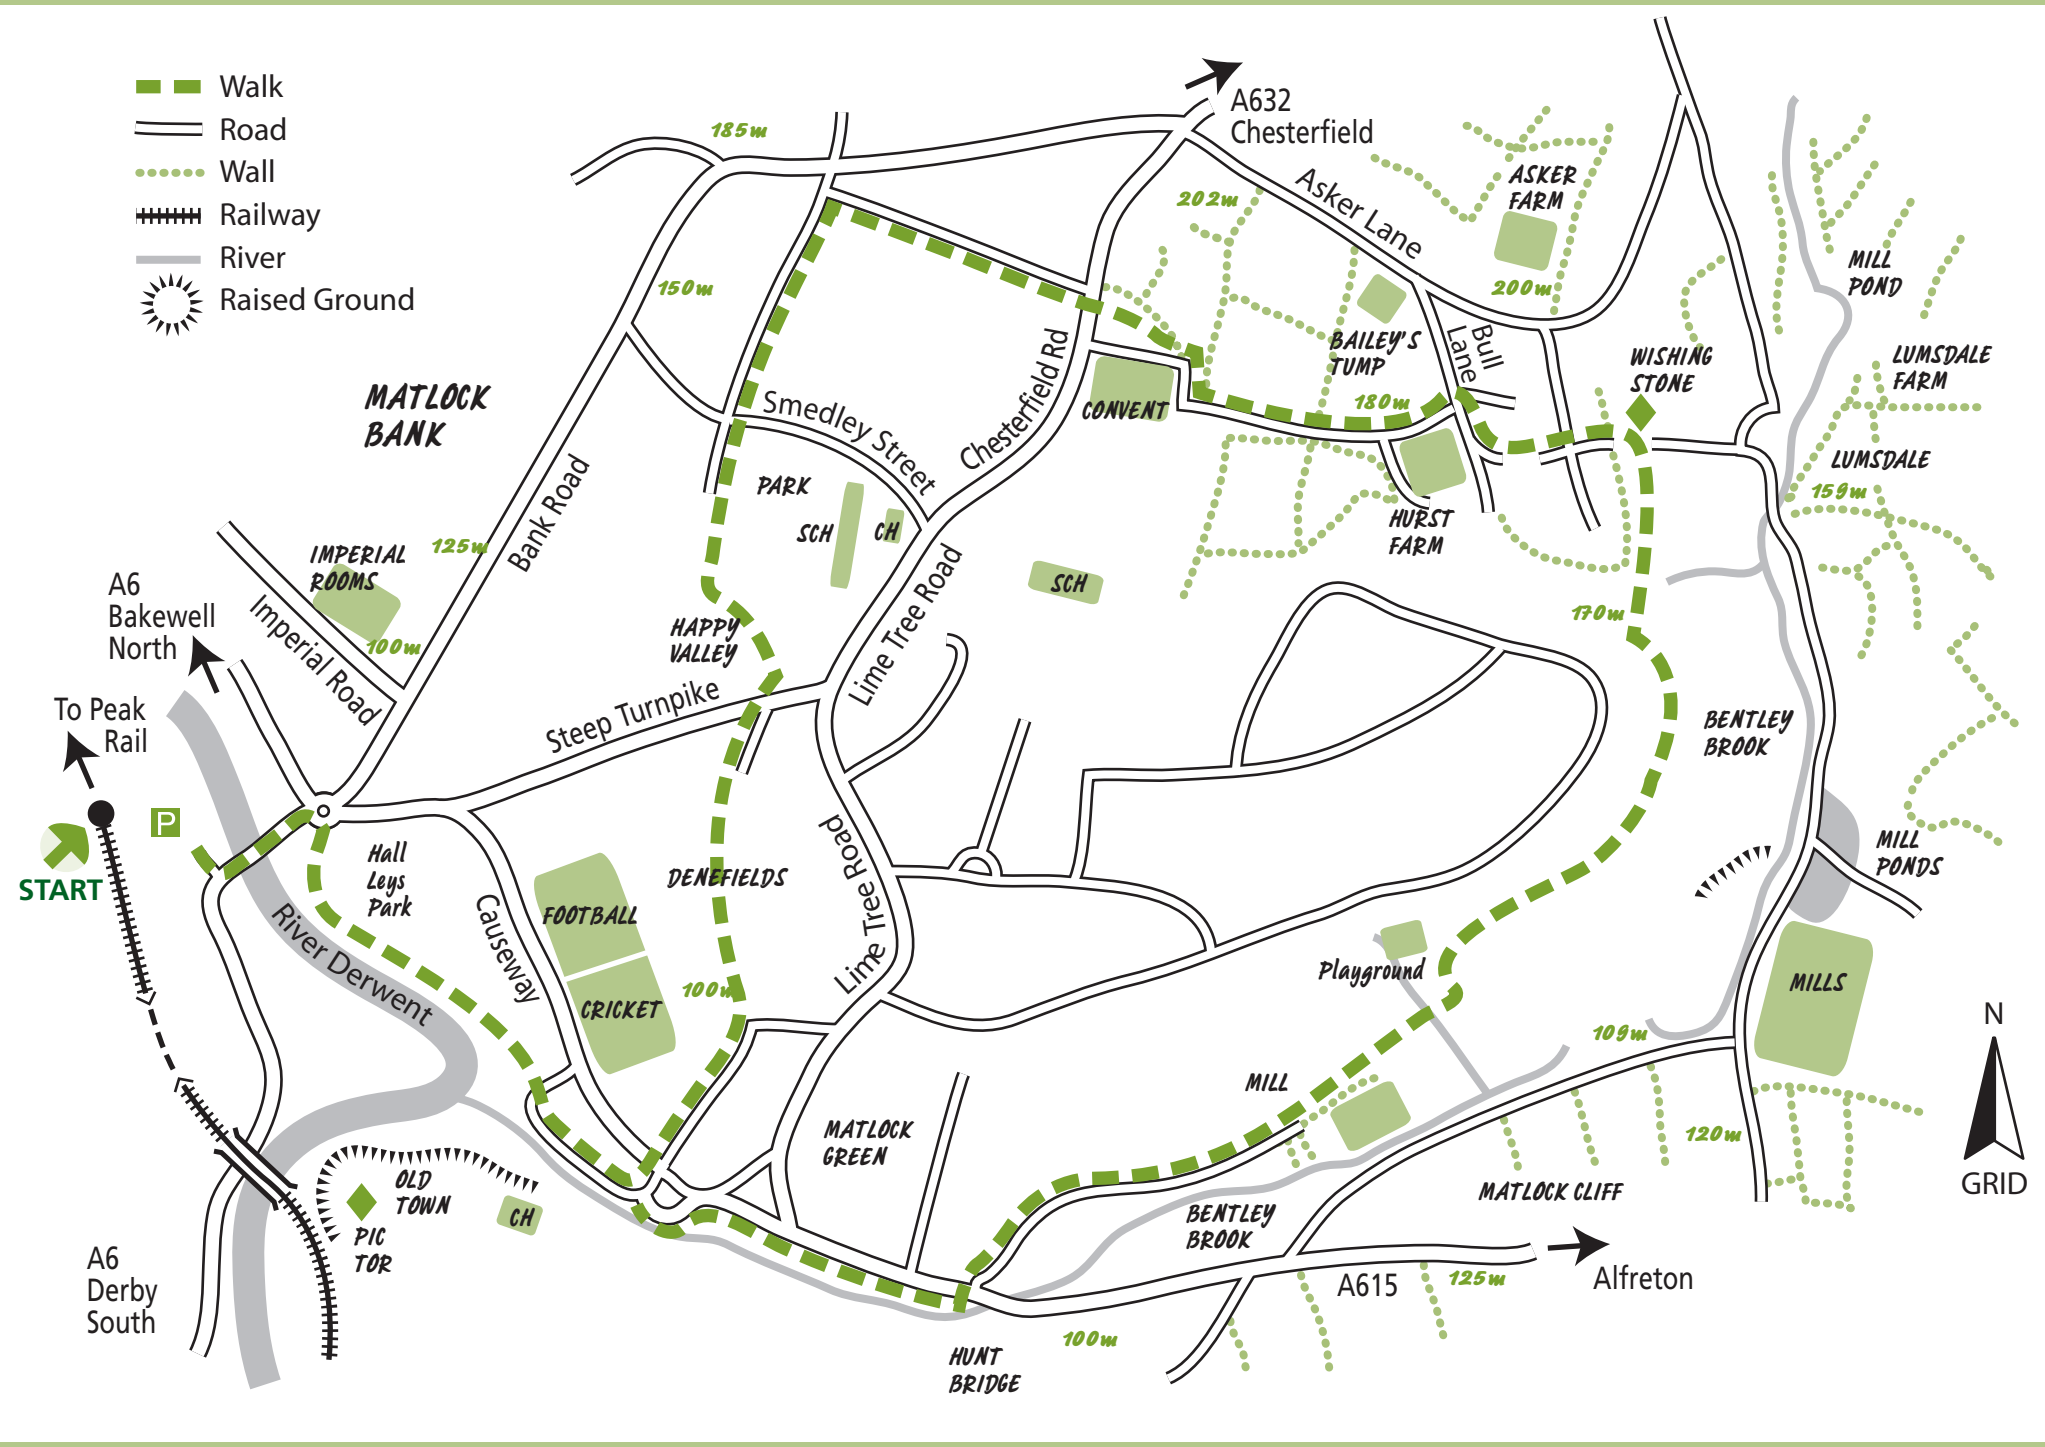 Walk
Road
Wall
Railway
River
Raised Ground
185m
A632
Chesterfield
202m
Asker Lane
ASKER
FARM
200m
MILL
POND
150m
MATLOCK
BANK
Smedley Street
Chesterfield Rd
CONVENT
BAILEY'S
TUMP
180m
Bull
Lane
WISHING
STONE
LUMSDALE
FARM
LUMSDALE
159m
Bank Road
125m
IMPERIAL
ROOMS
100m
Imperial Road
PARK
SCH
CH
SCH
HURST
FARM
170m
A6
Bakewell
North
To Peak
Rail
P
START
HAPPY
VALLEY
Steep Turnpike
Lime Tree Road
BENTLEY
BROOK
Hall
Leys
Park
River Derwent
Causeway
FOOTBALL
CRICKET
DENEFIELDS
100m
Lime Tree Road
Playground
MILL
PONDS
MILLS
109m
120m
MILL
MATLOCK
GREEN
OLD
TOWN
PIC
TOR
CH
A6
Derby
South
BENTLEY
BROOK
MATLOCK CLIFF
A615
125m
Alfreton
100m
HUNT
BRIDGE
N
GRID